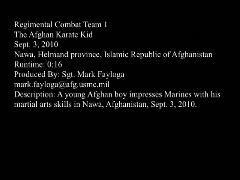 Regimental Combat Team 1
The Afghan Karate Kid
Sept. 3, 2010
Nawa, Helmand province, Islamic Republic of Afghanistan
Runtime: 0:16
Produced By: Sgt. Mark Fayloga
mark.fayloga@afg.usmc.mil
Description: A young Afghan boy impresses Marines with his
martial arts skills in Nawa, Afghanistan, Sept. 3, 2010.